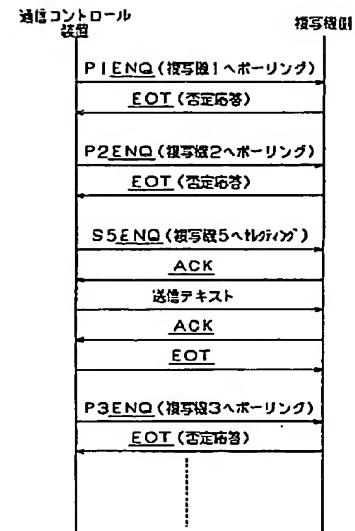 通信コントロール
装置
複写機側
P1ENQ(複写機1へポーリング)
EOT(否定応答)
P2ENQ(複写機2へポーリング)
EOT(否定応答)
S5ENQ(複写機5へセレクティング)
ACK
送信テキスト
ACK
EOT
P3ENQ(複写機3へポーリング)
EOT(否定応答)